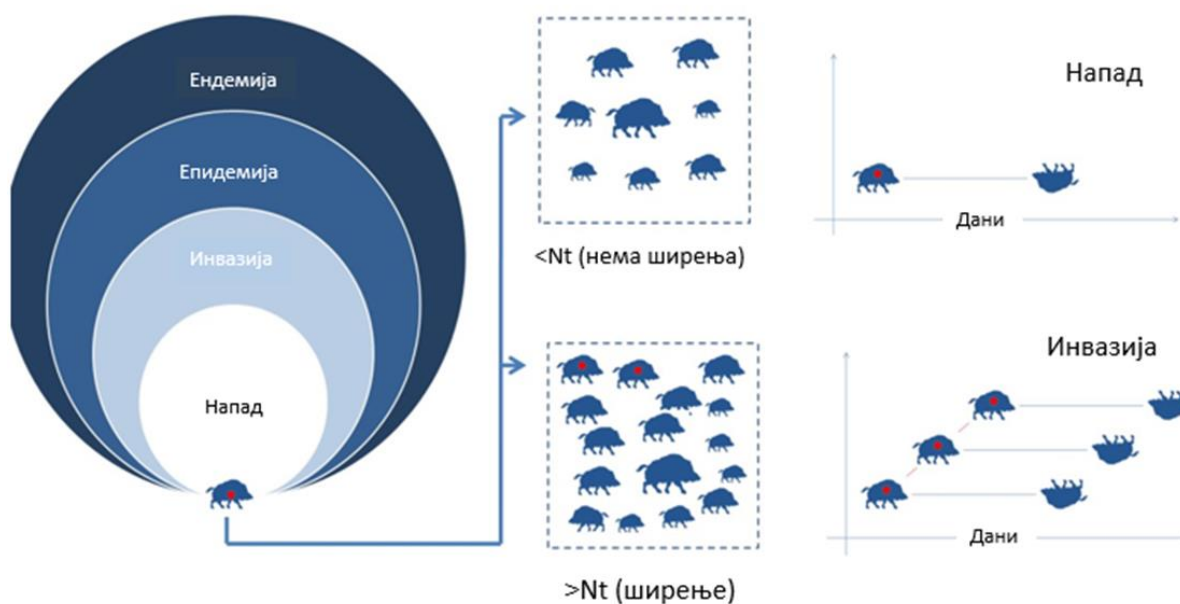 Ендемија
Епидемија
Инвазија
Напад
<Nt (нема ширења)
>Nt (ширење)
Напад
Дани
Инвазија
Дани